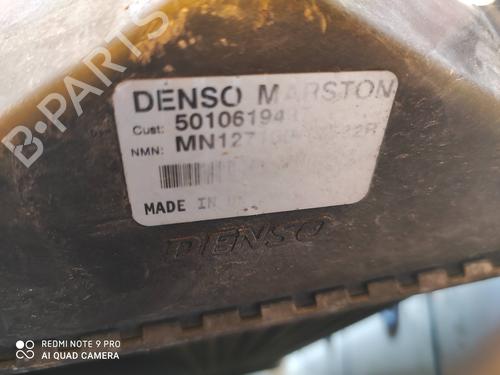 B-PARTS
DENSO MARSTON
Cust: 50106194
NMN: MN127
MADE IN
DENSO
REDMI NOTE 9 PRO
AI QUAD CAMERA